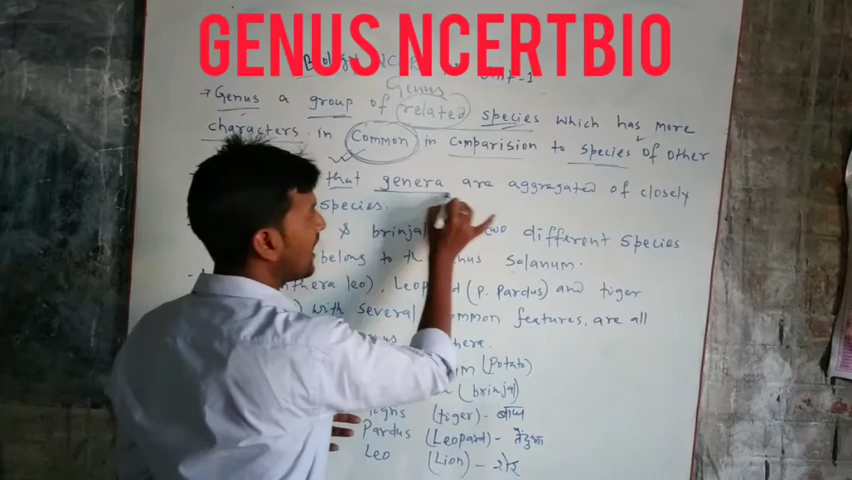 GENUS NCERTBIO
Biology
Genus
→ Genus a group of related species which has more
characters in common in comparision to species of other
that genera are aggregated of closely
species.
& brinjal two different species
belong to Solanum.
leo), Leopard (P. Pardus) and tiger
with several common features, are all
(Potato)
(brinjal)
Tigris (tiger) - बाघ
Pardus (Leopard) - तेंदुआ
Leo (Lion) - शेर